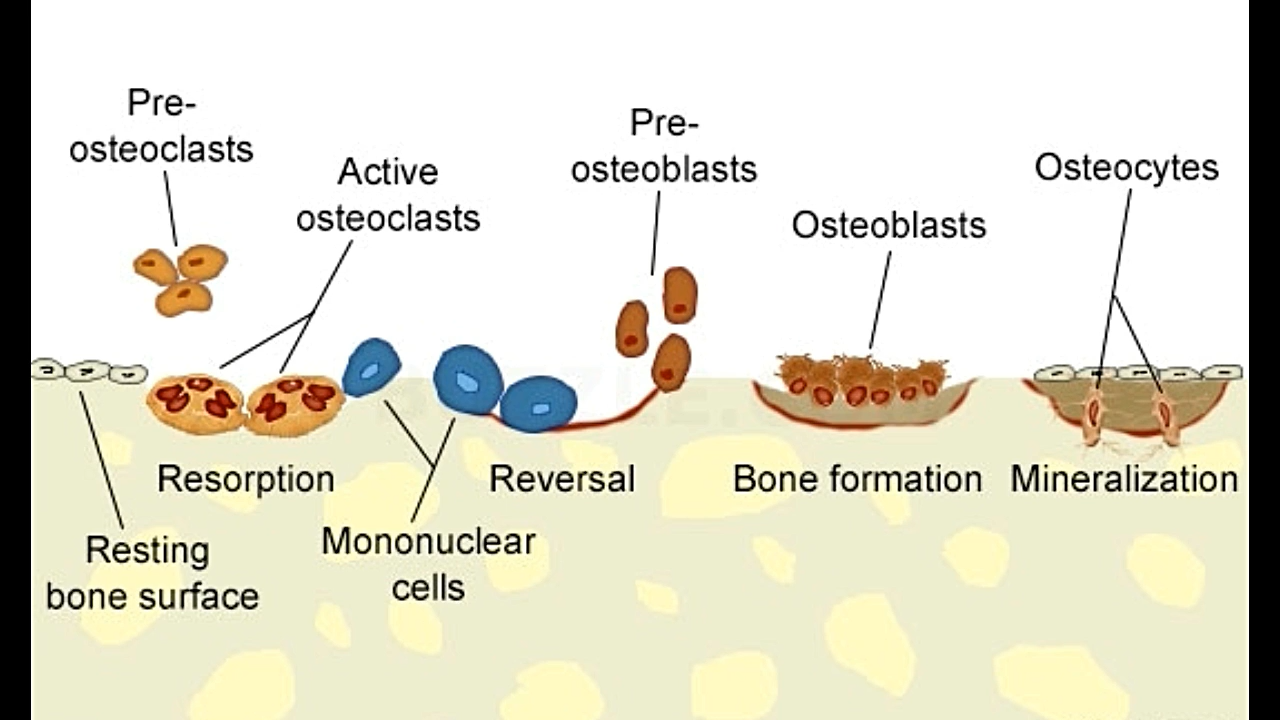 Pre-
osteoclasts
Active
osteoclasts
Pre-
osteoblasts
Osteoblasts
Osteocytes
Resorption
Reversal
Bone formation
Mineralization
Resting
bone surface
Mononuclear
cells